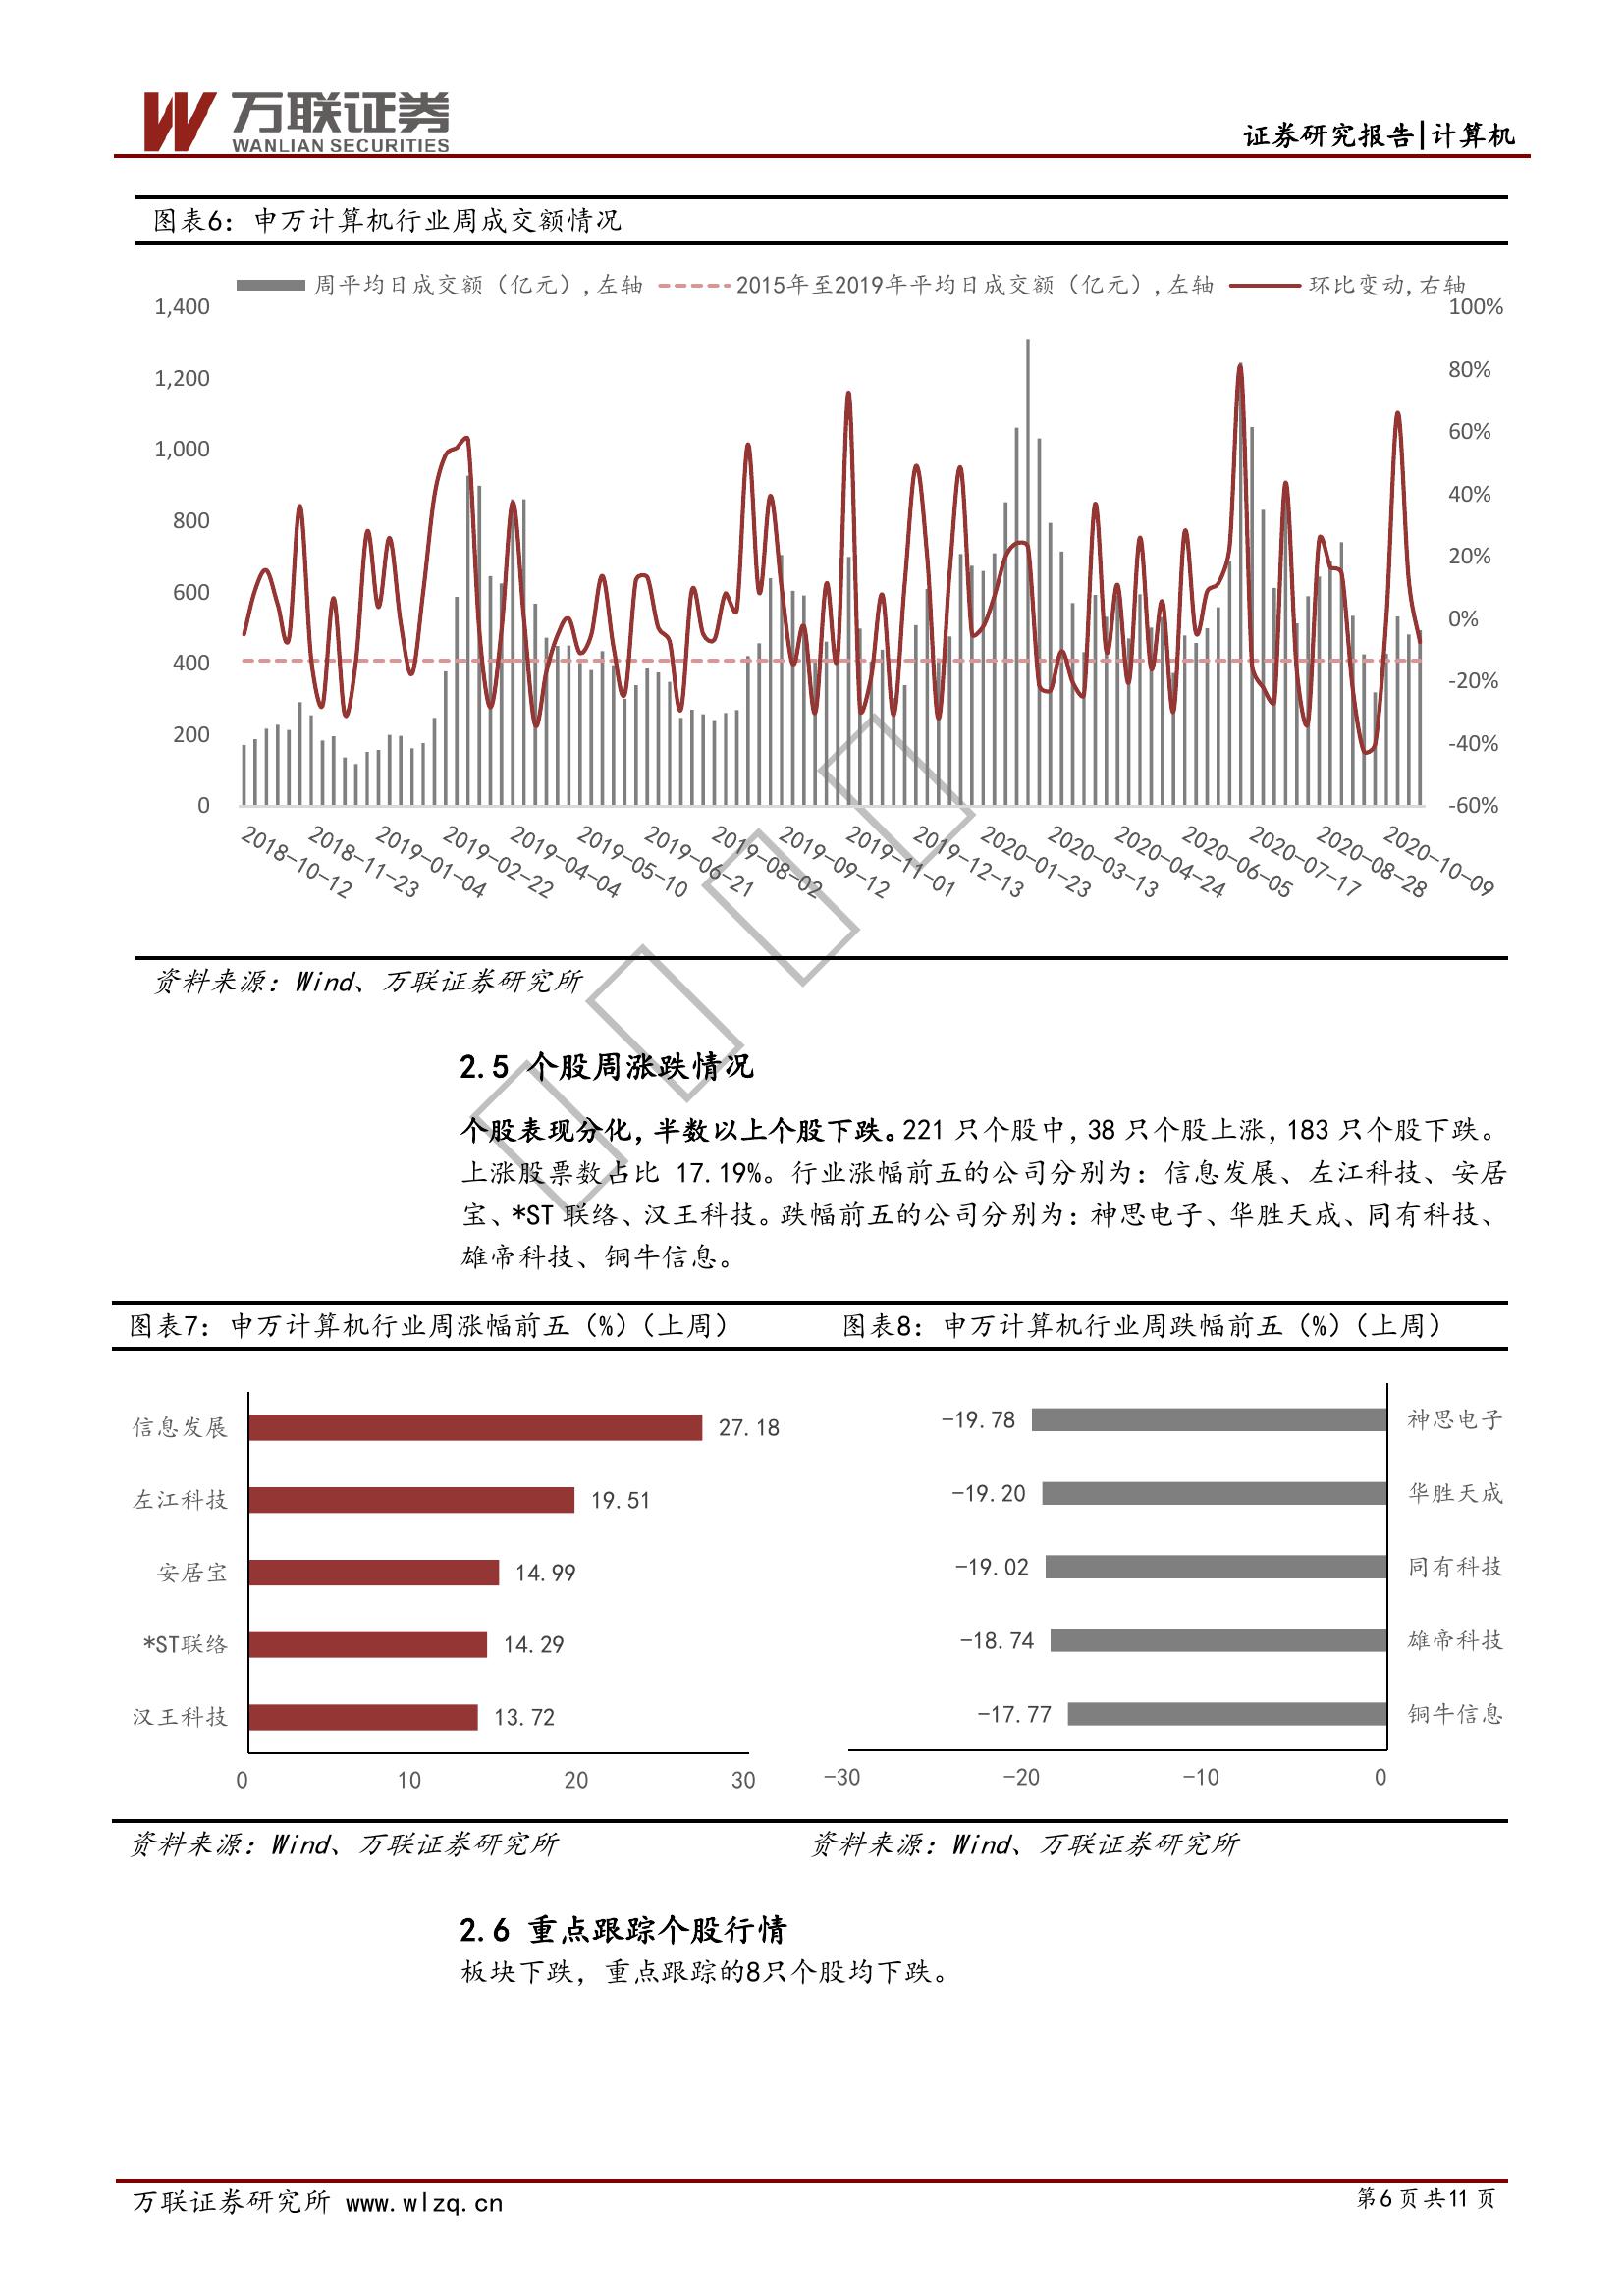 万联证券
WANLIAN SECURITIES
证券研究报告|计算机
图表6：申万计算机行业周成交额情况
周平均日成交额（亿元）,左轴 2015年至2019年平均日成交额（亿元）,左轴 环比变动,右轴
1,400 100%
1,200 80%
1,000 60%
800 40%
600 20%
400 0%
200 -20%
0 -40%
-60%
2018-10-12 2018-11-23 2019-01-04 2019-02-22 2019-04-04 2019-05-10 2019-06-21 2019-08-02 2019-09-12 2019-11-01 2019-12-13 2020-01-23 2020-03-13 2020-04-24 2020-06-05 2020-07-17 2020-08-28 2020-10-09
资料来源：Wind、万联证券研究所
2.5 个股周涨跌情况
个股表现分化，半数以上个股下跌。221 只个股中，38 只个股上涨，183 只个股下跌。
上涨股票数占比 17.19%。行业涨幅前五的公司分别为：信息发展、左江科技、安居
宝、*ST 联络、汉王科技。跌幅前五的公司分别为：神思电子、华胜天成、同有科技、
雄帝科技、铜牛信息。
图表7：申万计算机行业周涨幅前五（%）（上周）
信息发展 27.18
左江科技 19.51
安居宝 14.99
*ST联络 14.29
汉王科技 13.72
0 10 20 30
资料来源：Wind、万联证券研究所
图表8：申万计算机行业周跌幅前五（%）（上周）
-19.78 神思电子
-19.20 华胜天成
-19.02 同有科技
-18.74 雄帝科技
-17.77 铜牛信息
-30 -20 -10 0
资料来源：Wind、万联证券研究所
2.6 重点跟踪个股行情
板块下跌，重点跟踪的8只个股均下跌。
万联证券研究所 www.wlzq.cn
第 6 页 共 11 页